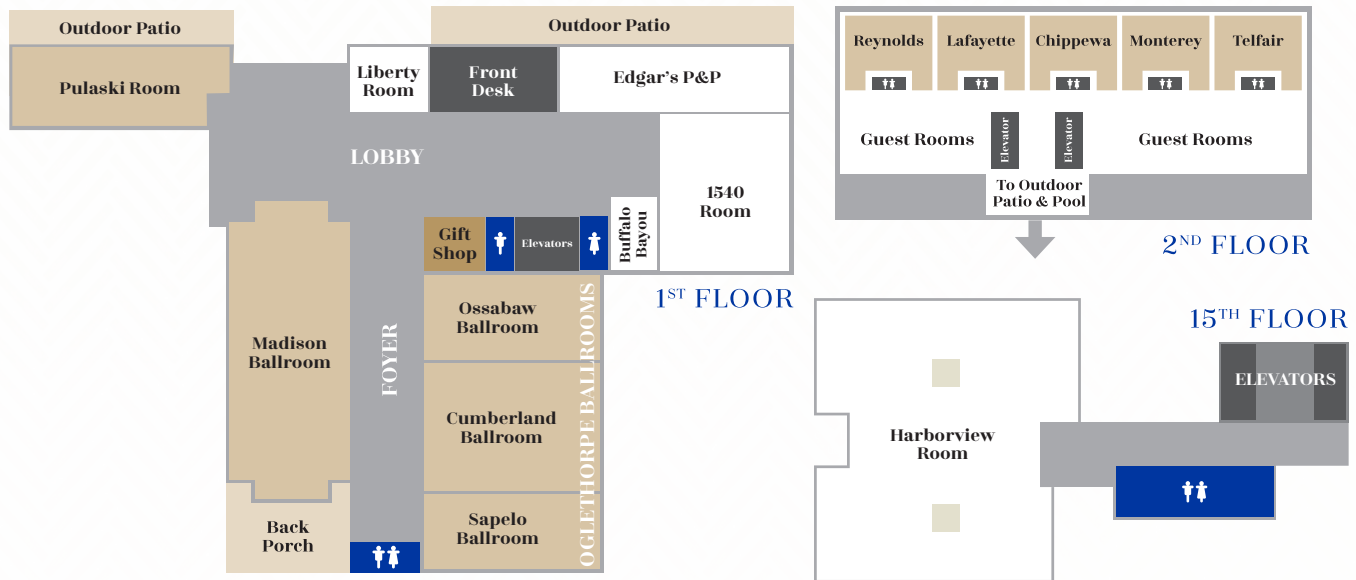 Outdoor Patio
Pulaski Room
Outdoor Patio
Liberty
Room
Front
Desk
Edgar's P&P
LOBBY
1540
Room
Gift
Shop
Elevators
Buffalo
Bayou
1ST FLOOR
Madison
Ballroom
FOYER
Ossabaw
Ballroom
Cumberland
Ballroom
Sapelo
Ballroom
OGLETHORPE BALLROOMS
Back
Porch
Reynolds
Lafayette
Chippewa
Monterey
Telfair
Guest Rooms
Elevator
Elevator
Guest Rooms
To Outdoor
Patio & Pool
2ND FLOOR
15TH FLOOR
ELEVATORS
Harborview
Room